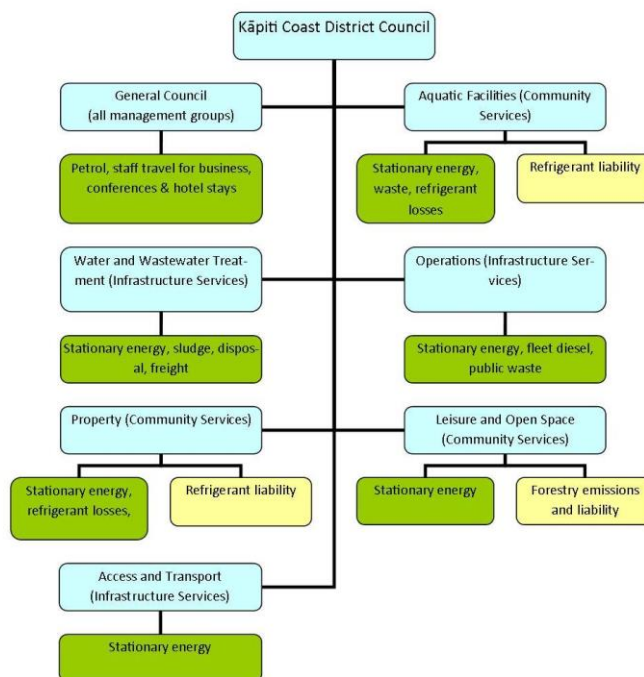 Kāpiti Coast District Council
General Council
(all management groups)
Petrol, staff travel for business,
conferences & hotel stays
Aquatic Facilities (Community
Services)
Stationary energy,
waste, refrigerant
losses
Refrigerant liability
Water and Wastewater Treat-
ment (Infrastructure Services)
Stationary energy, sludge, dispos-
al, freight
Operations (Infrastructure Ser-
vices)
Stationary energy, fleet diesel,
public waste
Property (Community Services)
Stationary energy,
refrigerant losses,
Refrigerant liability
Leisure and Open Space
(Community Services)
Stationary energy
Forestry emissions
and liability
Access and Transport
(Infrastructure Services)
Stationary energy